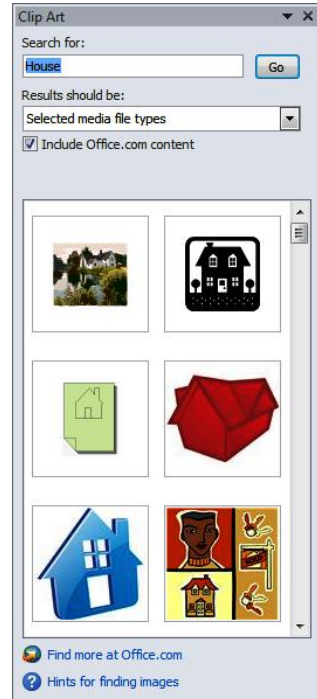 Clip Art
Search for:
House
Go
Results should be:
Selected media file types
Include Office.com content
Find more at Office.com
Hints for finding images